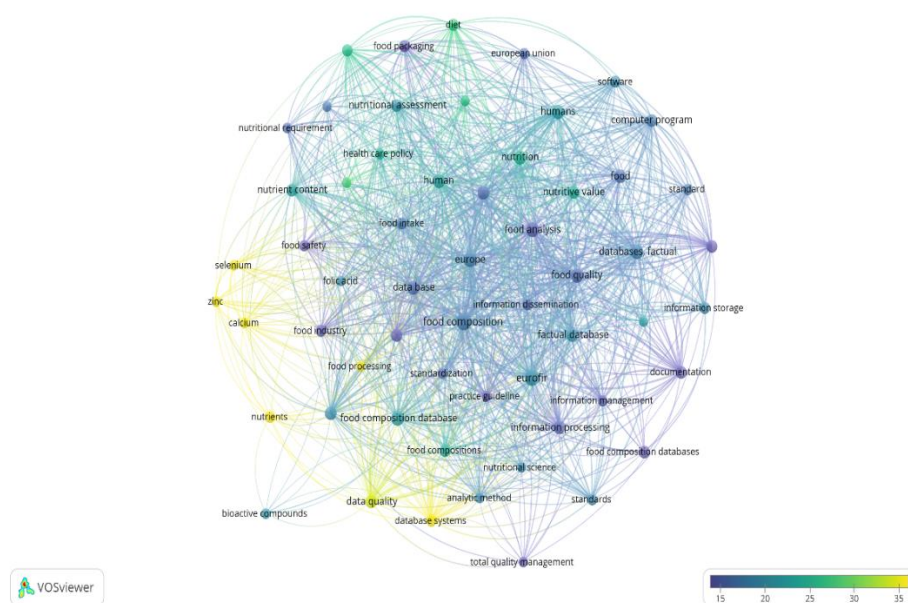 diet
food packaging
european union
software
nutritional assessment
humans
computer program
nutritional requirement
health care policy
nutrition
human
food
nutrient content
nutritive value
standard
food intake
food analysis
food safety
databases, factual
europe
selenium
food quality
folic acid
data base
zinc
information dissemination
information storage
calcium
food composition
food industry
factual database
food processing
standardization
documentation
eurofir
practice guideline
information management
nutrients
food composition database
information processing
food compositions
food composition databases
nutritional science
data quality
analytic method
standards
bioactive compounds
database systems
total quality management
VOSviewer
15 20 25 30 35